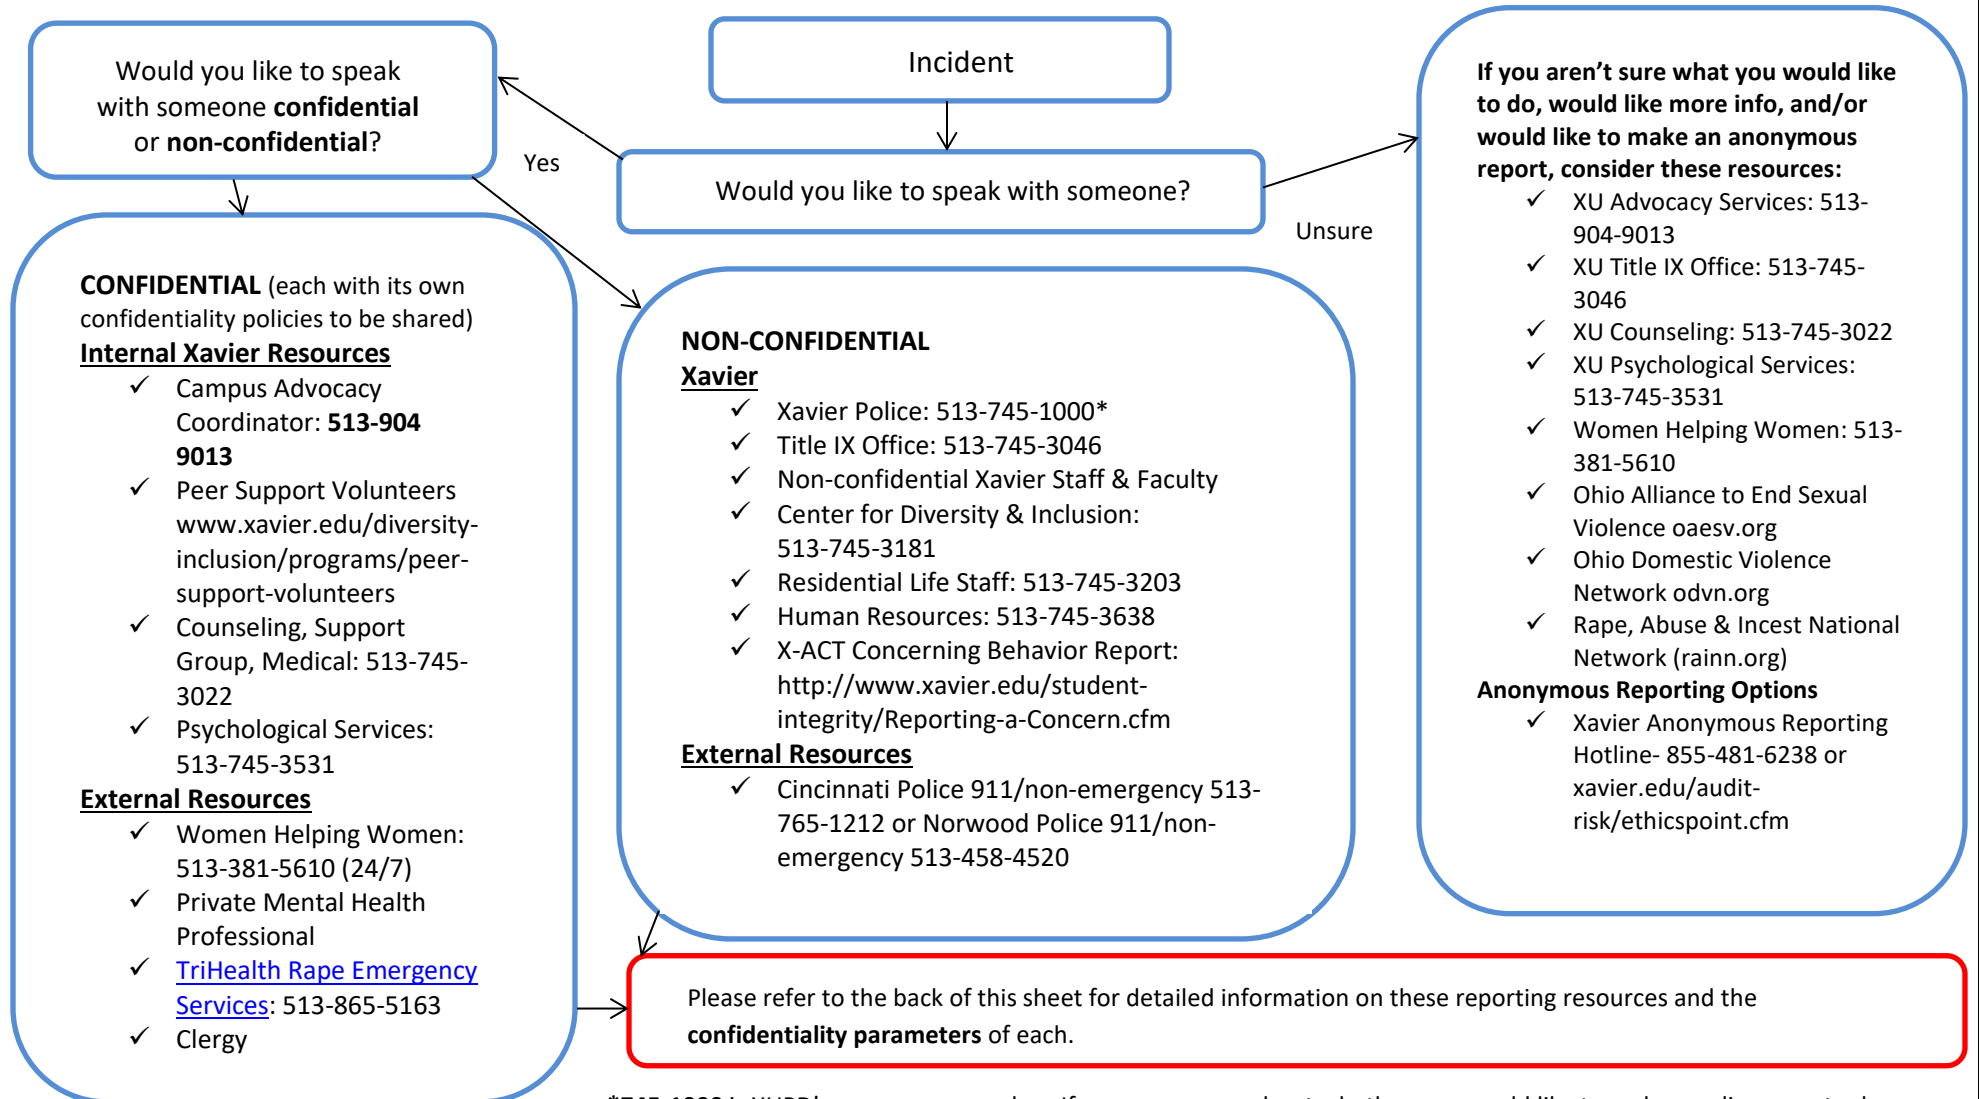 Incident
Would you like to speak with someone?
Yes
Unsure
Would you like to speak
with someone confidential
or non-confidential?
CONFIDENTIAL (each with its own
confidentiality policies to be shared)
Internal Xavier Resources
✓ Campus Advocacy
Coordinator: 513-904
9013
✓ Peer Support Volunteers
www.xavier.edu/diversity-
inclusion/programs/peer-
support-volunteers
✓ Counseling, Support
Group, Medical: 513-745-
3022
✓ Psychological Services:
513-745-3531
External Resources
✓ Women Helping Women:
513-381-5610 (24/7)
✓ Private Mental Health
Professional
✓ TriHealth Rape Emergency
Services: 513-865-5163
✓ Clergy
NON-CONFIDENTIAL
Xavier
✓ Xavier Police: 513-745-1000*
✓ Title IX Office: 513-745-3046
✓ Non-confidential Xavier Staff & Faculty
✓ Center for Diversity & Inclusion:
513-745-3181
✓ Residential Life Staff: 513-745-3203
✓ Human Resources: 513-745-3638
✓ X-ACT Concerning Behavior Report:
http://www.xavier.edu/student-
integrity/Reporting-a-Concern.cfm
External Resources
✓ Cincinnati Police 911/non-emergency 513-
765-1212 or Norwood Police 911/non-
emergency 513-458-4520
If you aren’t sure what you would like
to do, would like more info, and/or
would like to make an anonymous
report, consider these resources:
✓ XU Advocacy Services: 513-
904-9013
✓ XU Title IX Office: 513-745-
3046
✓ XU Counseling: 513-745-3022
✓ XU Psychological Services:
513-745-3531
✓ Women Helping Women: 513-
381-5610
✓ Ohio Alliance to End Sexual
Violence oaesv.org
✓ Ohio Domestic Violence
Network odvn.org
✓ Rape, Abuse & Incest National
Network (rainn.org)
Anonymous Reporting Options
✓ Xavier Anonymous Reporting
Hotline- 855-481-6238 or
xavier.edu/audit-
risk/ethicspoint.cfm
Please refer to the back of this sheet for detailed information on these reporting resources and the
confidentiality parameters of each.